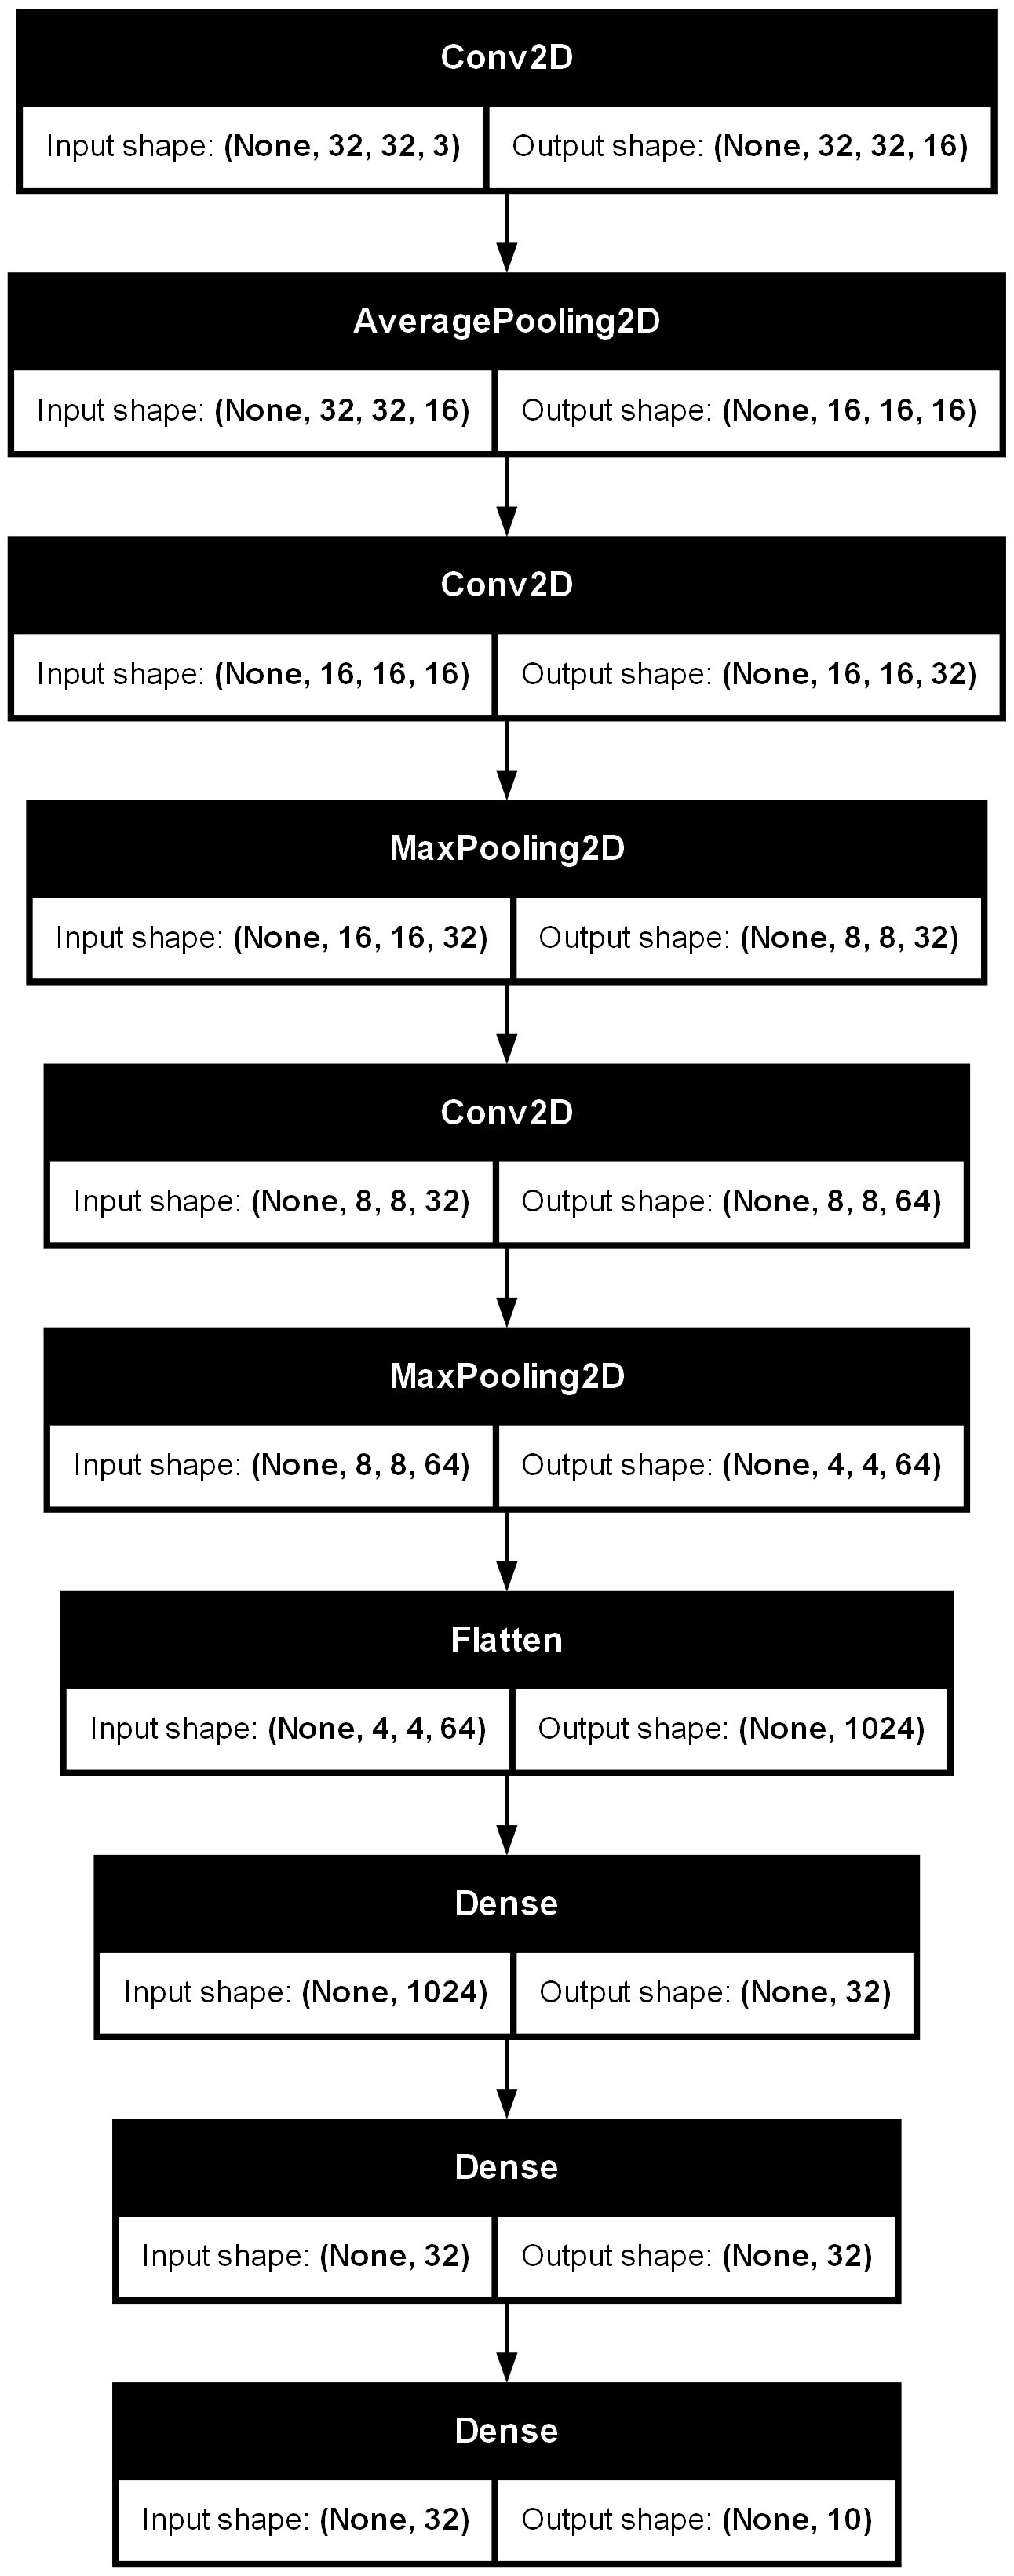 Conv2D
Input shape: (None, 32, 32, 3) Output shape: (None, 32, 32, 16)
AveragePooling2D
Input shape: (None, 32, 32, 16) Output shape: (None, 16, 16, 16)
Conv2D
Input shape: (None, 16, 16, 16) Output shape: (None, 16, 16, 32)
MaxPooling2D
Input shape: (None, 16, 16, 32) Output shape: (None, 8, 8, 32)
Conv2D
Input shape: (None, 8, 8, 32) Output shape: (None, 8, 8, 64)
MaxPooling2D
Input shape: (None, 8, 8, 64) Output shape: (None, 4, 4, 64)
Flatten
Input shape: (None, 4, 4, 64) Output shape: (None, 1024)
Dense
Input shape: (None, 1024) Output shape: (None, 32)
Dense
Input shape: (None, 32) Output shape: (None, 32)
Dense
Input shape: (None, 32) Output shape: (None, 10)